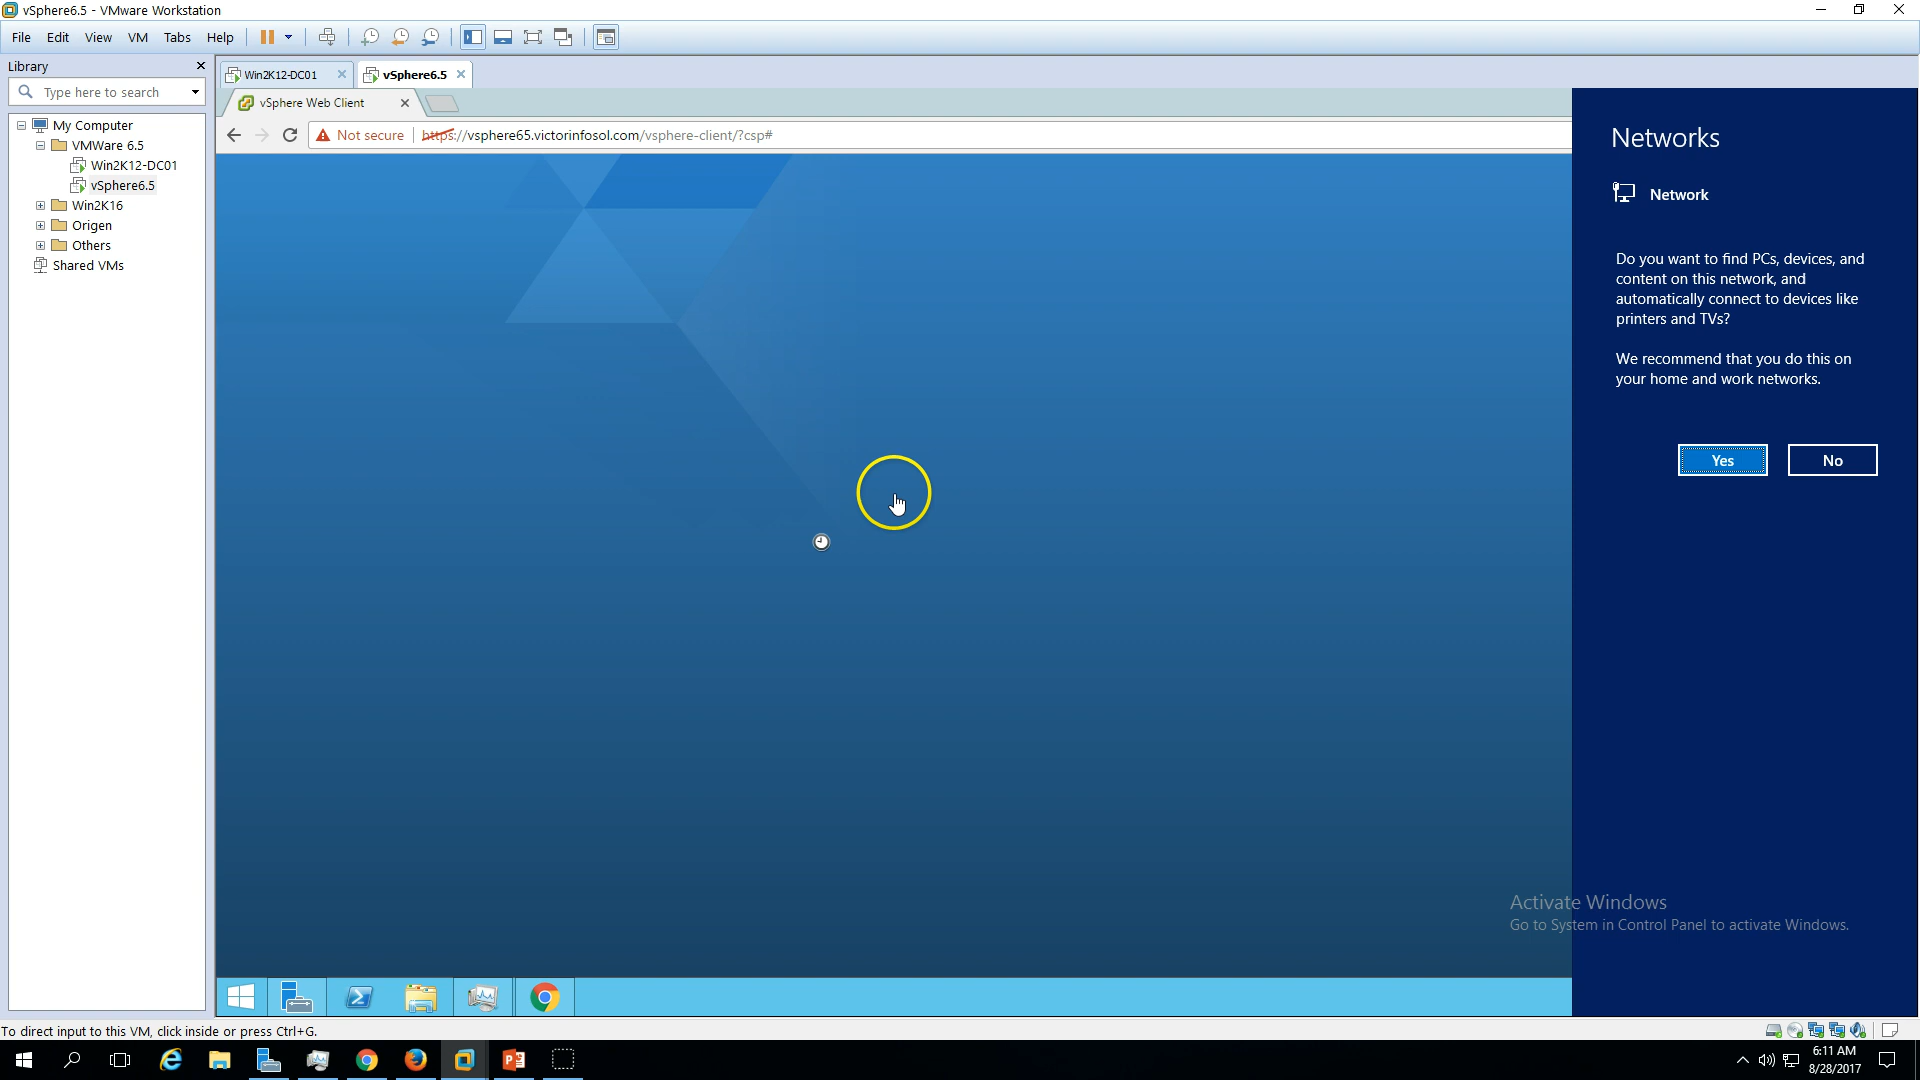 vSphere6.5 - VMware Workstation
File Edit View VM Tabs Help
Library
Type here to search
My Computer
VMWare 6.5
Win2K12-DC01
vSphere6.5
Win2K16
Origen
Others
Shared VMs
Win2K12-DC01
vSphere6.5
vSphere Web Client
Not secure https://vsphere65.victorinfosol.com/vsphere-client/?csp#
Networks
Network
Do you want to find PCs, devices, and
content on this network, and
automatically connect to devices like
printers and TVs?
We recommend that you do this on
your home and work networks.
Yes No
Activate Windows
Go to System in Control Panel to activate Windows.
To direct input to this VM, click inside or press Ctrl+G.
6:11 AM
8/28/2017